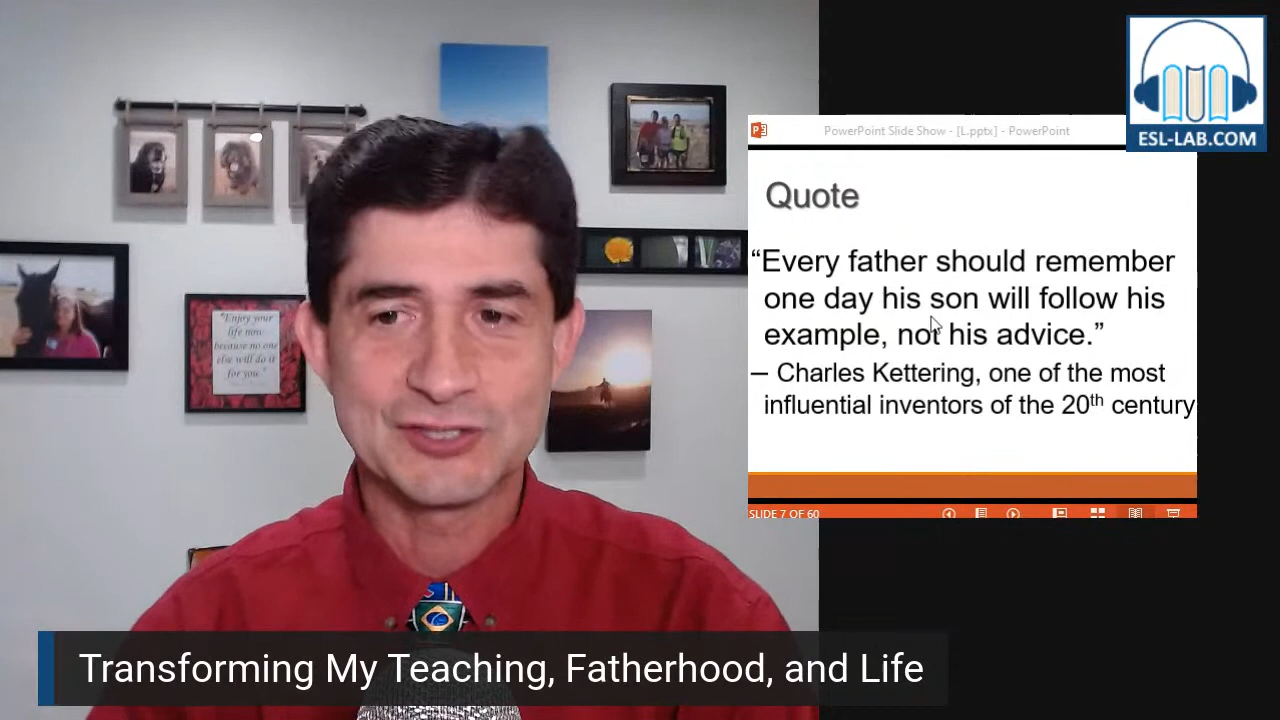 ESL-LAB.COM
PowerPoint Slide Show - [L.pptx] - PowerPoint
Quote
“Every father should remember
one day his son will follow his
example, not his advice.”
– Charles Kettering, one of the most
influential inventors of the 20th century
SLIDE 7 OF 60
"Enjoy your
life now
because no one
else will do it
for you."
Transforming My Teaching, Fatherhood, and Life